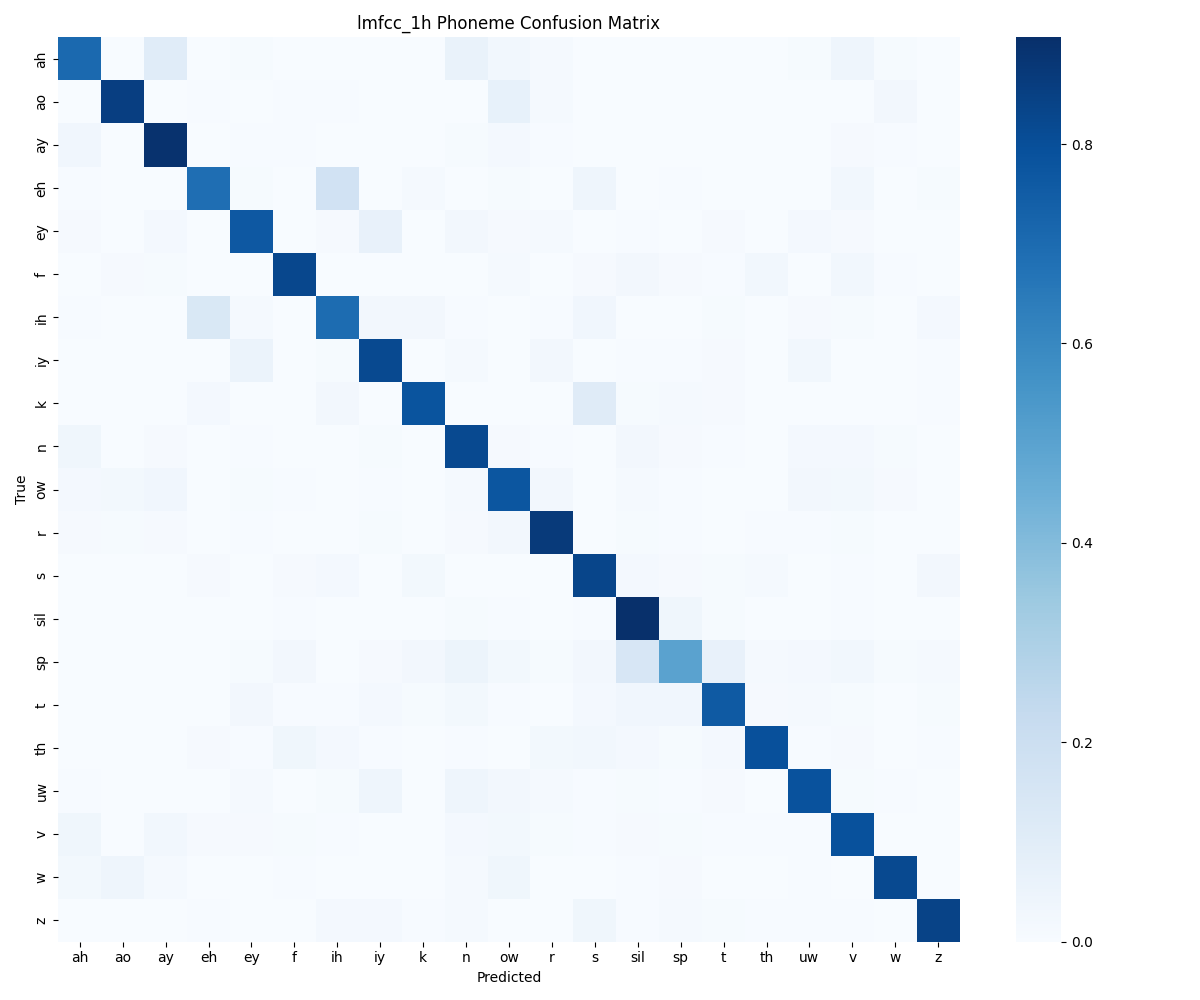 lmfcc_1h Phoneme Confusion Matrix
ah
ao
ay
eh
ey
f
ih
iy
k
n
ow
r
s
sil
sp
t
th
uw
v
w
z
True
ah ao ay eh ey f ih iy k n ow r s sil sp t th uw v w z
Predicted
0.8
0.6
0.4
0.2
0.0